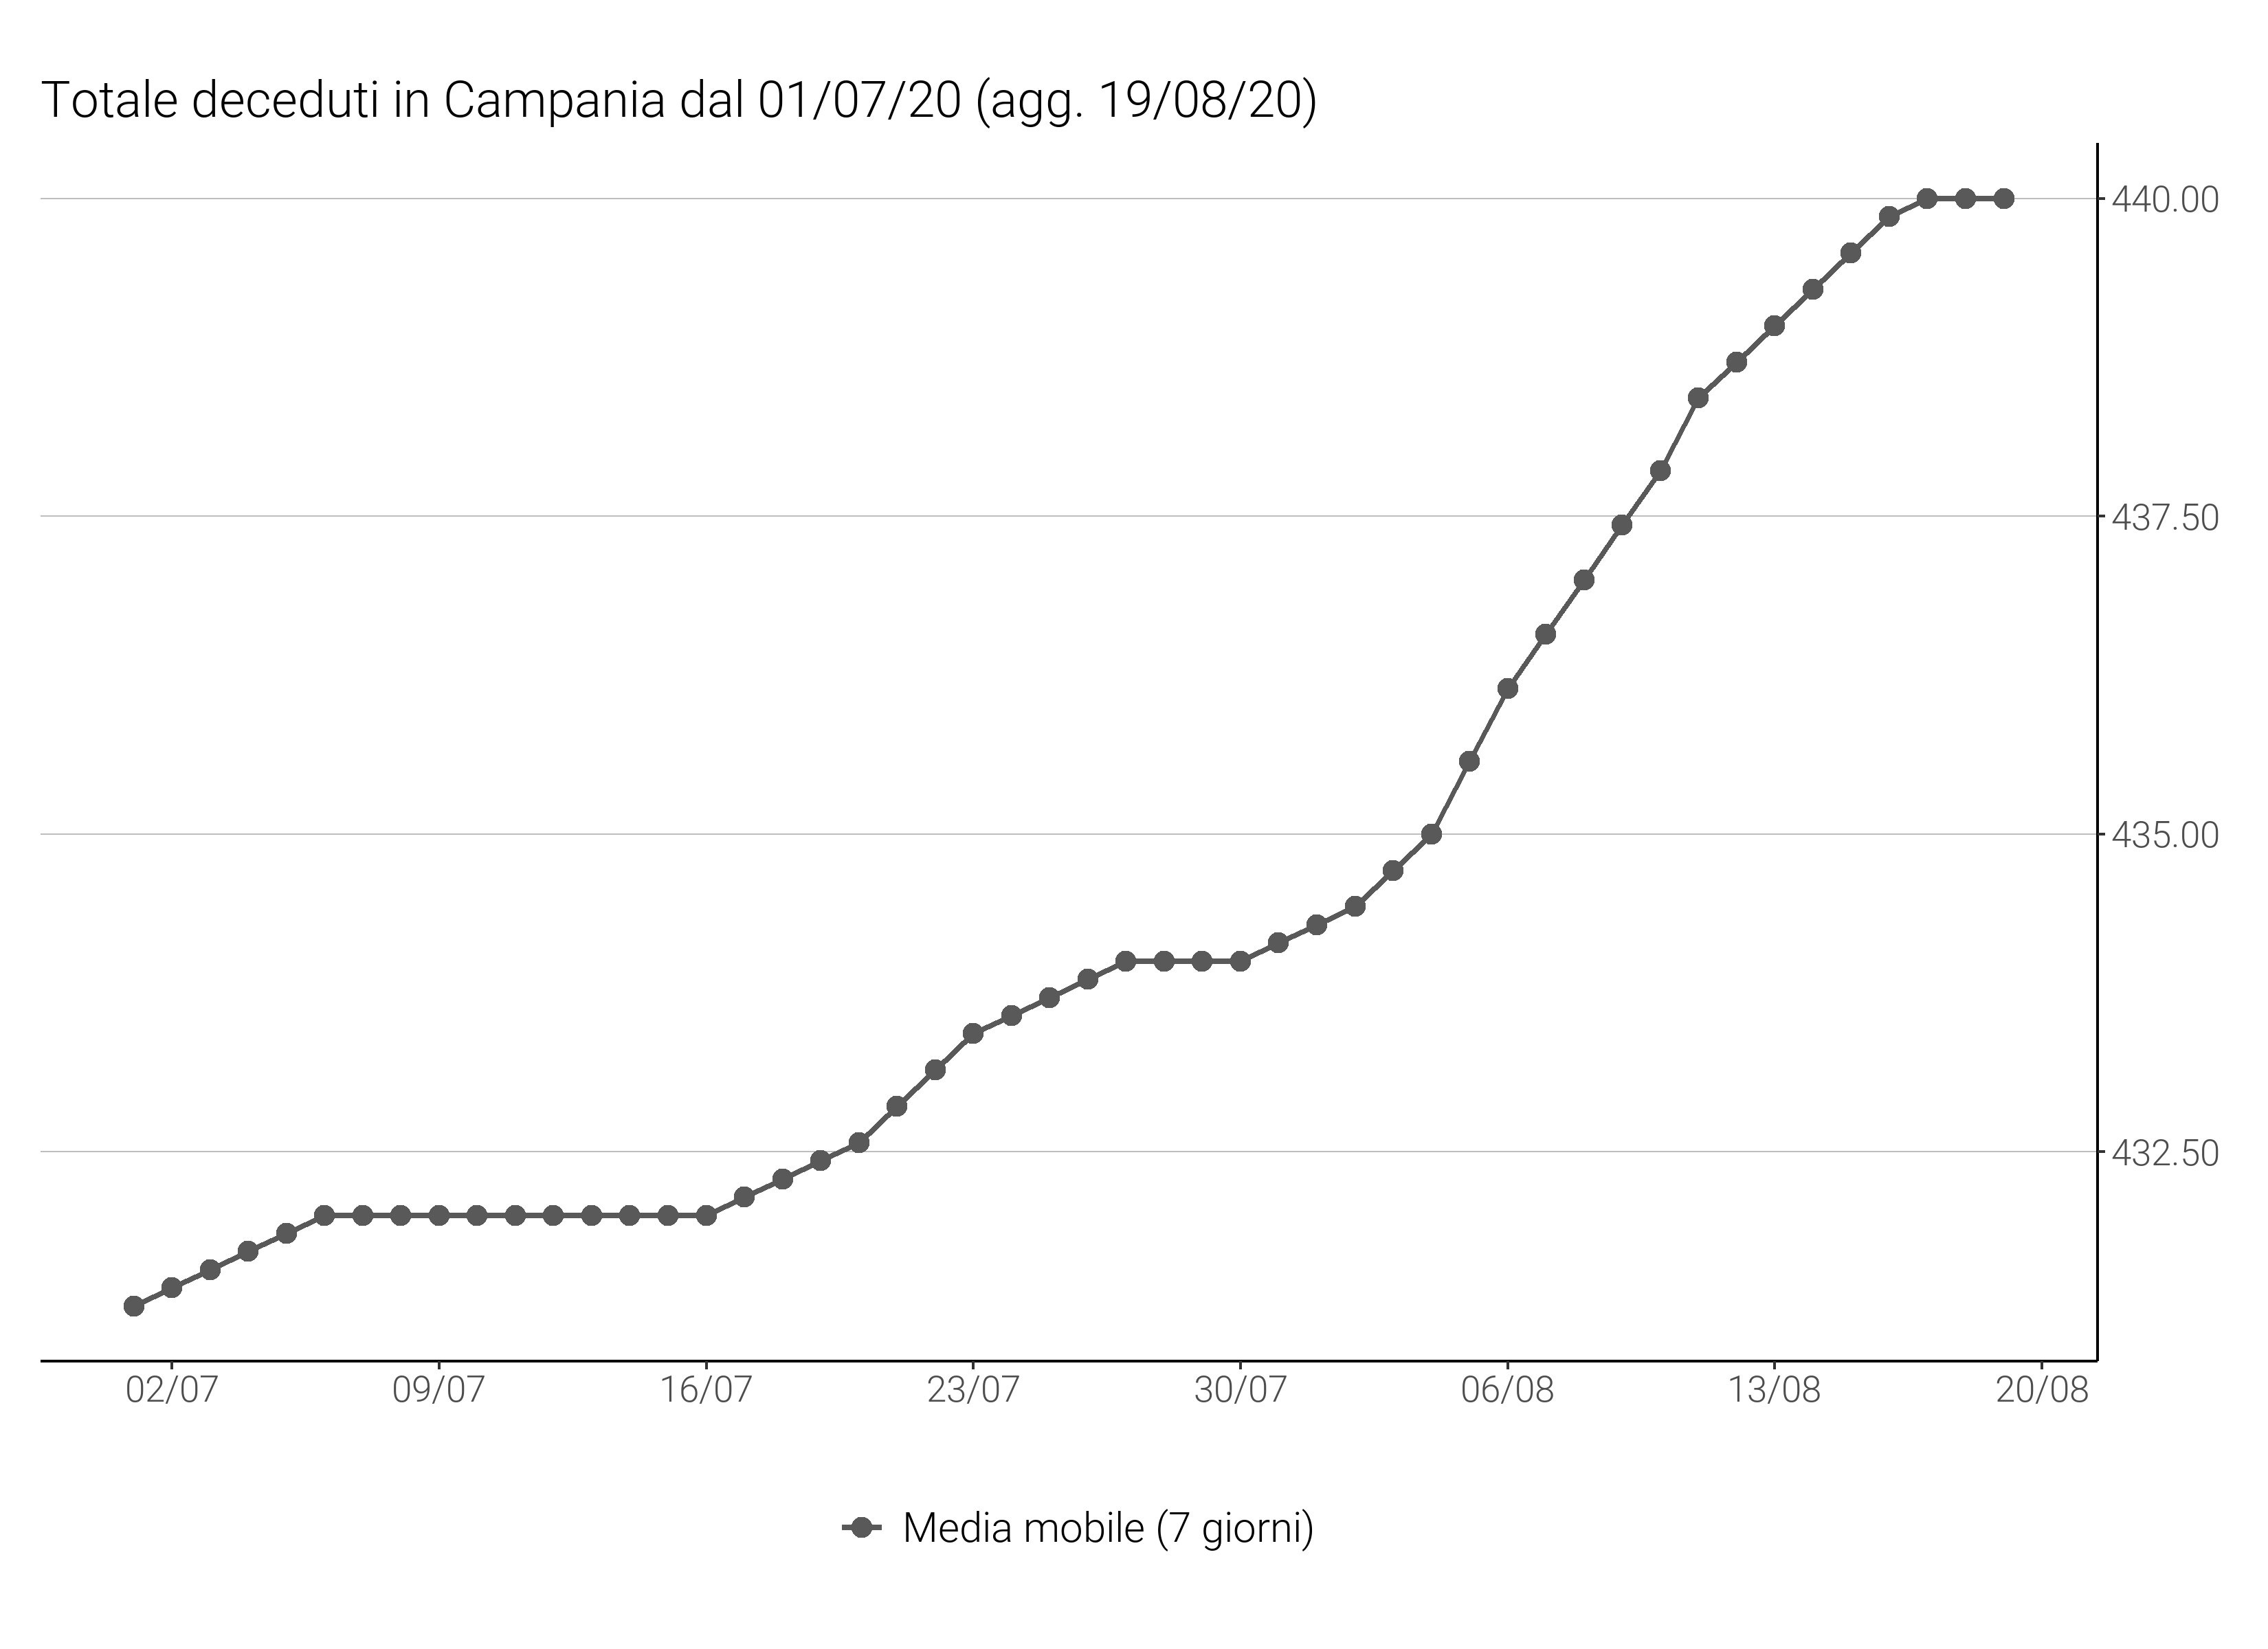 Totale deceduti in Campania dal 01/07/20 (agg. 19/08/20)
440.00
437.50
435.00
432.50
02/07 09/07 16/07 23/07 30/07 06/08 13/08 20/08
Media mobile (7 giorni)